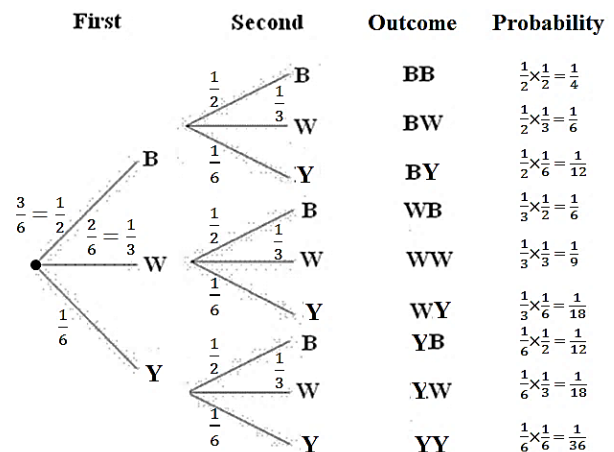 First Second Outcome Probability
1/2 B BB 1/2×1/2=1/4
1/3 W BW 1/2×1/3=1/6
B 1/6 Y BY 1/2×1/6=1/12
3/6=1/2 2/6=1/3 1/2 B WB 1/3×1/2=1/6
W 1/3 W WW 1/3×1/3=1/9
1/6 1/6 Y WY 1/3×1/6=1/18
Y 1/2 B YB 1/6×1/2=1/12
1/3 W YW 1/6×1/3=1/18
1/6 Y YY 1/6×1/6=1/36